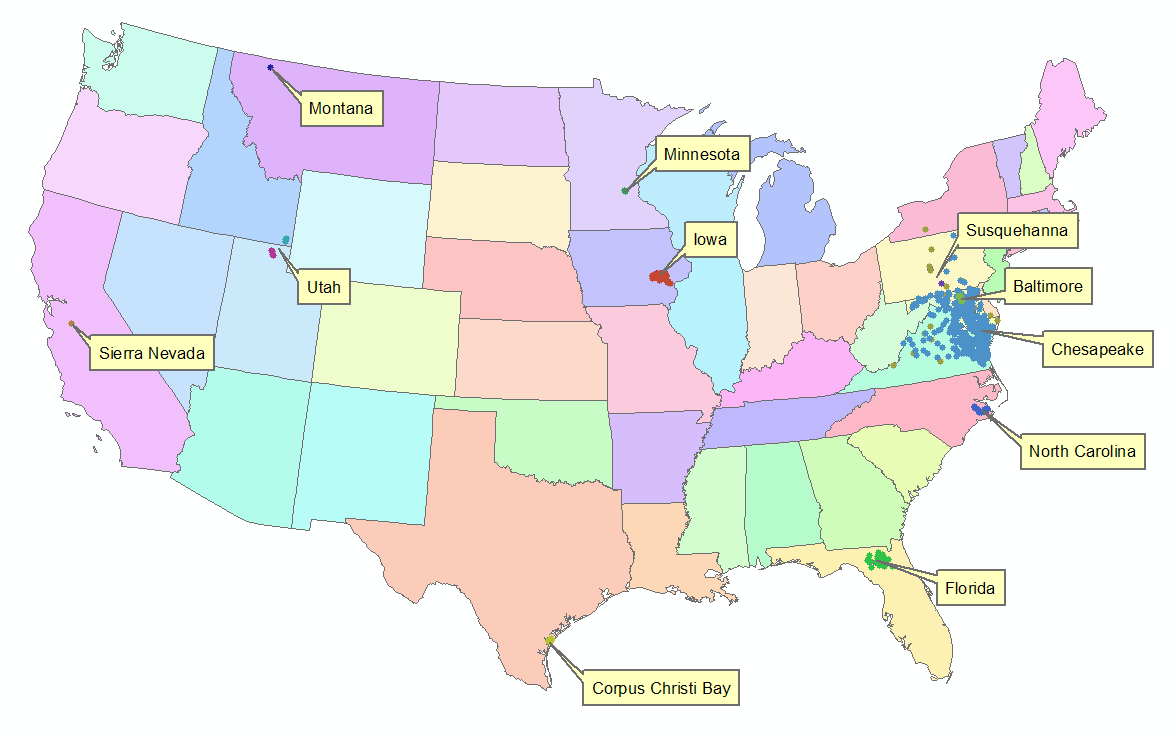 Montana
Minnesota
Susquehanna
Iowa
Baltimore
Utah
Sierra Nevada
Chesapeake
North Carolina
Florida
Corpus Christi Bay